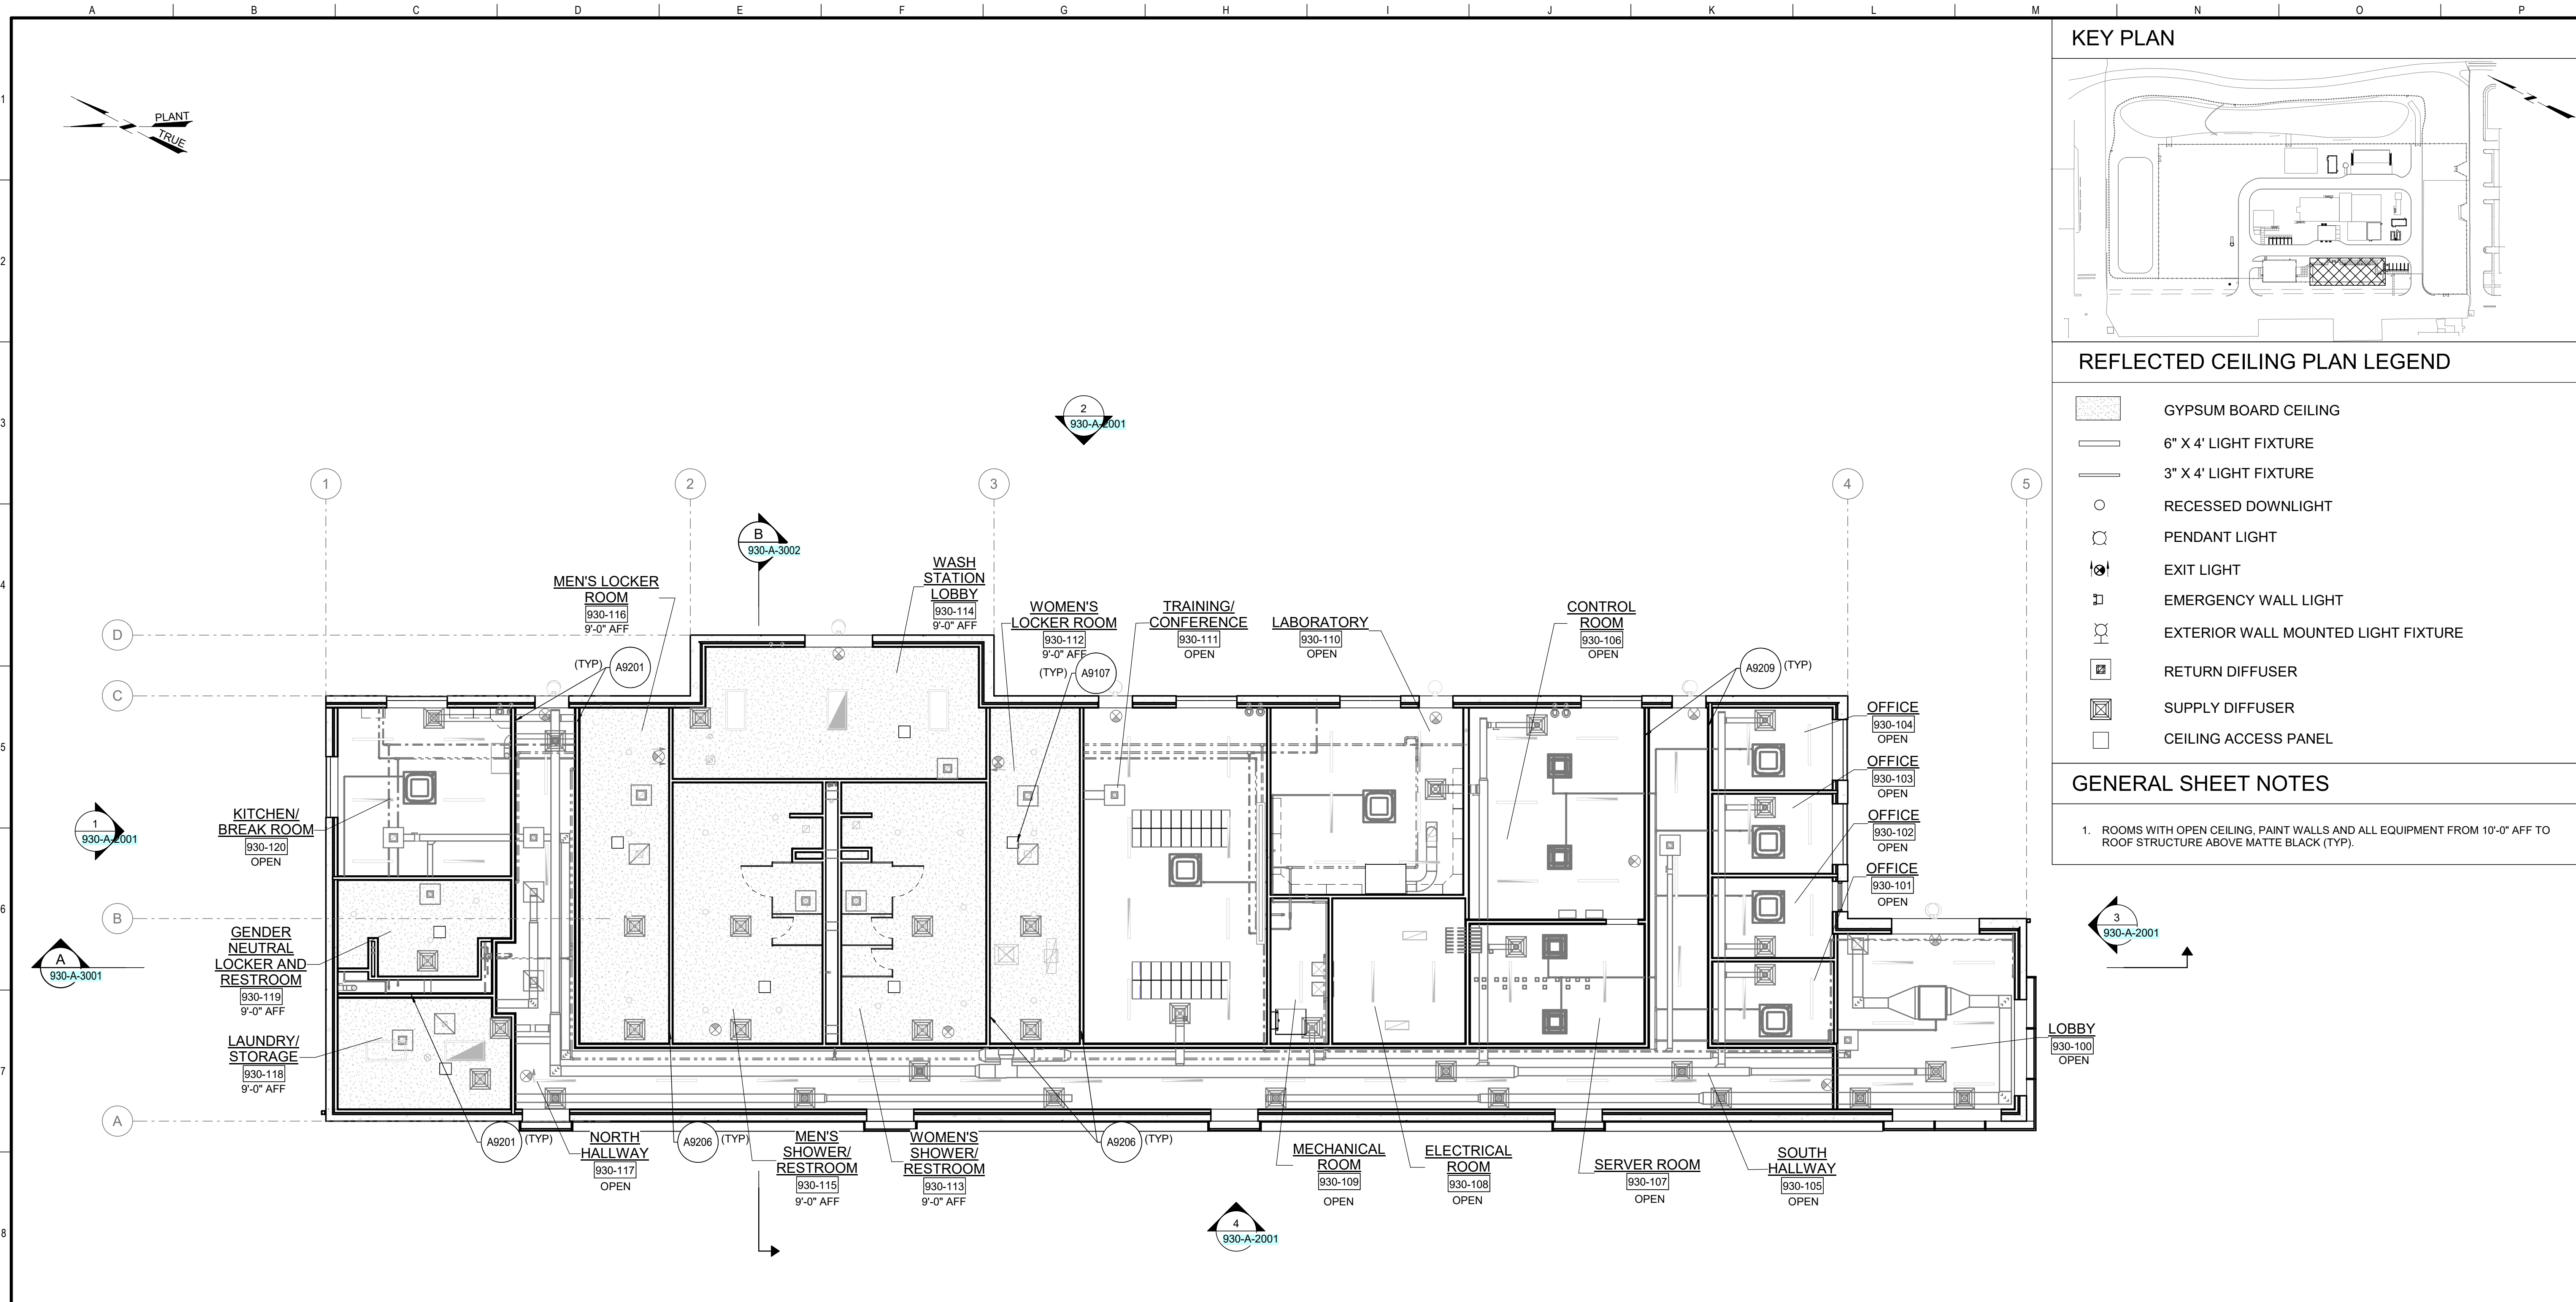 A B C D E F G H I J K L M N O P
1
2
3
4
5
6
7
8
PLANT
TRUE
KEY PLAN
REFLECTED CEILING PLAN LEGEND
GYPSUM BOARD CEILING
6" X 4' LIGHT FIXTURE
3" X 4' LIGHT FIXTURE
RECESSED DOWNLIGHT
PENDANT LIGHT
EXIT LIGHT
EMERGENCY WALL LIGHT
EXTERIOR WALL MOUNTED LIGHT FIXTURE
RETURN DIFFUSER
SUPPLY DIFFUSER
CEILING ACCESS PANEL
GENERAL SHEET NOTES
1. ROOMS WITH OPEN CEILING, PAINT WALLS AND ALL EQUIPMENT FROM 10'-0" AFF TO
ROOF STRUCTURE ABOVE MATTE BLACK (TYP).
2
930-A-2001
1
2
3
4
5
B
930-A-3002
D
C
B
A
MEN'S LOCKER
ROOM
930-116
9'-0" AFF
WASH
STATION
LOBBY
930-114
9'-0" AFF
WOMEN'S
LOCKER ROOM
930-112
9'-0" AFF
TRAINING/
CONFERENCE
930-111
OPEN
LABORATORY
930-110
OPEN
CONTROL
ROOM
930-106
OPEN
(TYP) A9201
(TYP) A9107
A9209 (TYP)
OFFICE
930-104
OPEN
OFFICE
930-103
OPEN
OFFICE
930-102
OPEN
OFFICE
930-101
OPEN
1
930-A-2001
KITCHEN/
BREAK ROOM
930-120
OPEN
A
930-A-3001
GENDER
NEUTRAL
LOCKER AND
RESTROOM
930-119
9'-0" AFF
LAUNDRY/
STORAGE
930-118
9'-0" AFF
3
930-A-2001
LOBBY
930-100
OPEN
A9201 (TYP)
NORTH
HALLWAY
930-117
OPEN
A9206 (TYP)
MEN'S
SHOWER/
RESTROOM
930-115
9'-0" AFF
WOMEN'S
SHOWER/
RESTROOM
930-113
9'-0" AFF
A9206 (TYP)
MECHANICAL
ROOM
930-109
OPEN
ELECTRICAL
ROOM
930-108
OPEN
SERVER ROOM
930-107
OPEN
SOUTH
HALLWAY
930-105
OPEN
4
930-A-2001